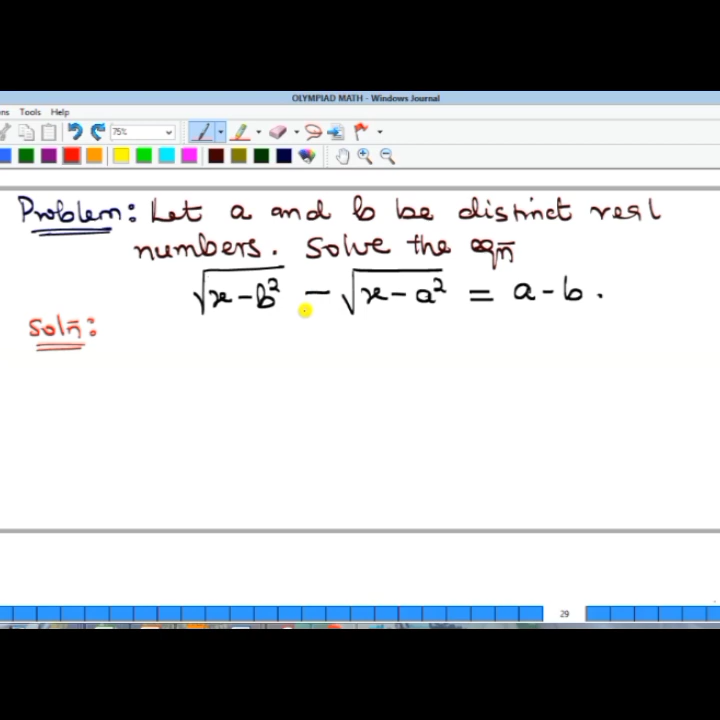 OLYMPIAD MATH - Windows Journal
ns Tools Help
75%
Problem: Let a and b be distinct real
numbers. Solve the eqn̄
√(x-b²) - √(x-a²) = a-b.
Soln̄:
29